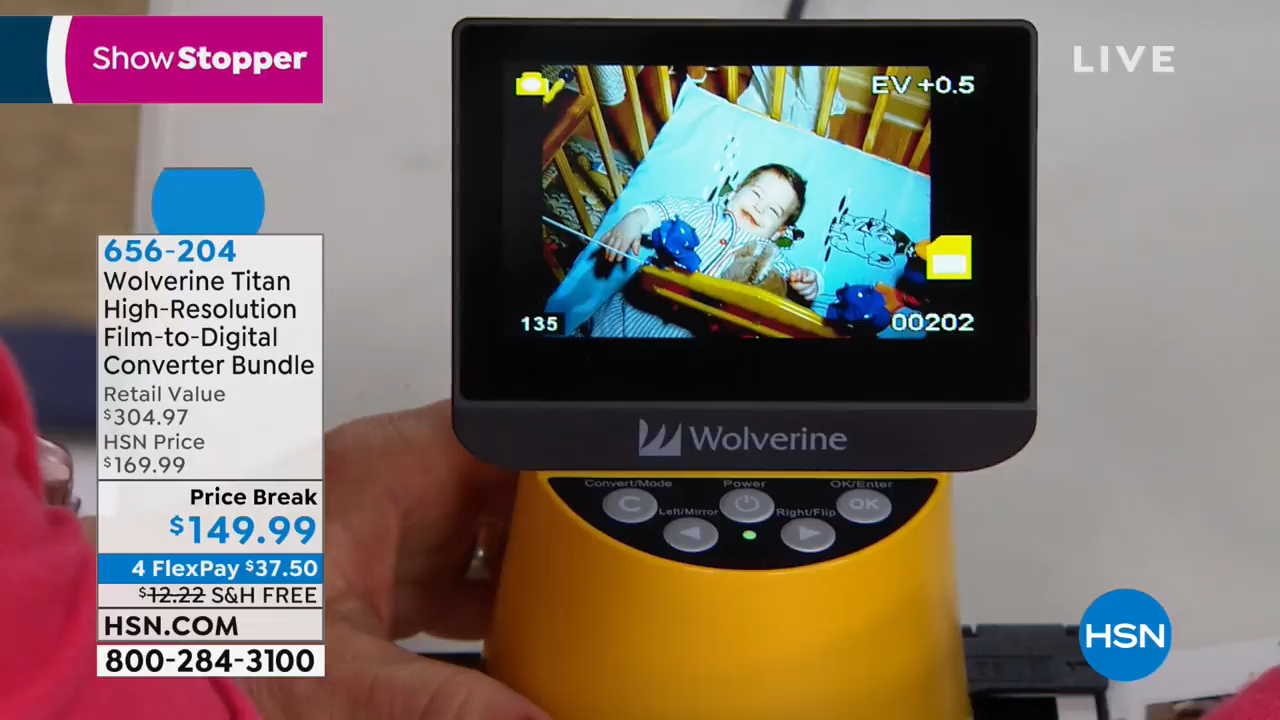 ShowStopper
LIVE
656-204
Wolverine Titan
High-Resolution
Film-to-Digital
Converter Bundle
Retail Value
$304.97
HSN Price
$169.99
Price Break
$149.99
4 FlexPay $37.50
$12.22 S&H FREE
HSN.COM
800-284-3100
EV +0.5
135
00202
Wolverine
Convert/Mode
Power
OK/Enter
C
OK
Left/Mirror
Right/Flip
HSN